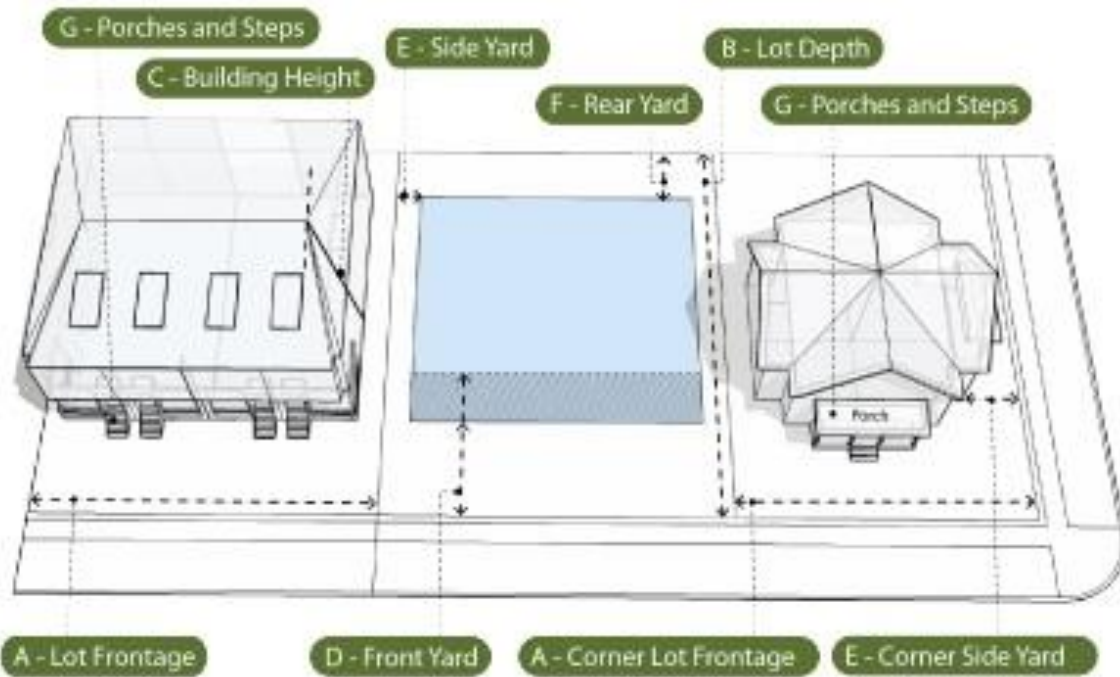 G - Porches and Steps
E - Side Yard
B - Lot Depth
C - Building Height
F - Rear Yard
G - Porches and Steps
Porch
A - Lot Frontage
D - Front Yard
A - Corner Lot Frontage
E - Corner Side Yard